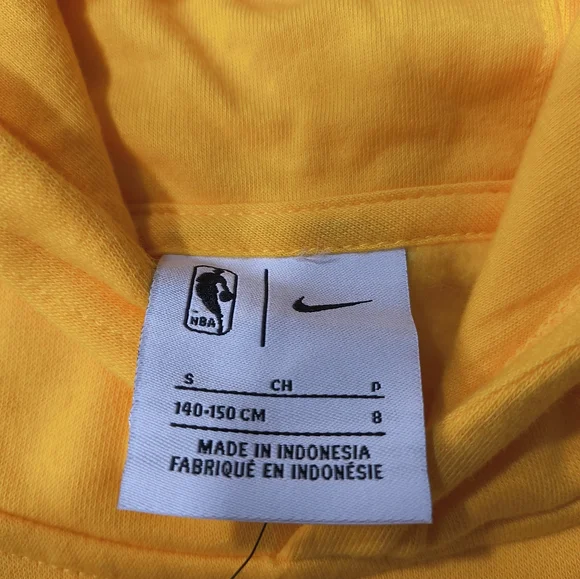 NBA
S CH P
140-150 CM 8
MADE IN INDONESIA
FABRIQUÉ EN INDONÉSIE